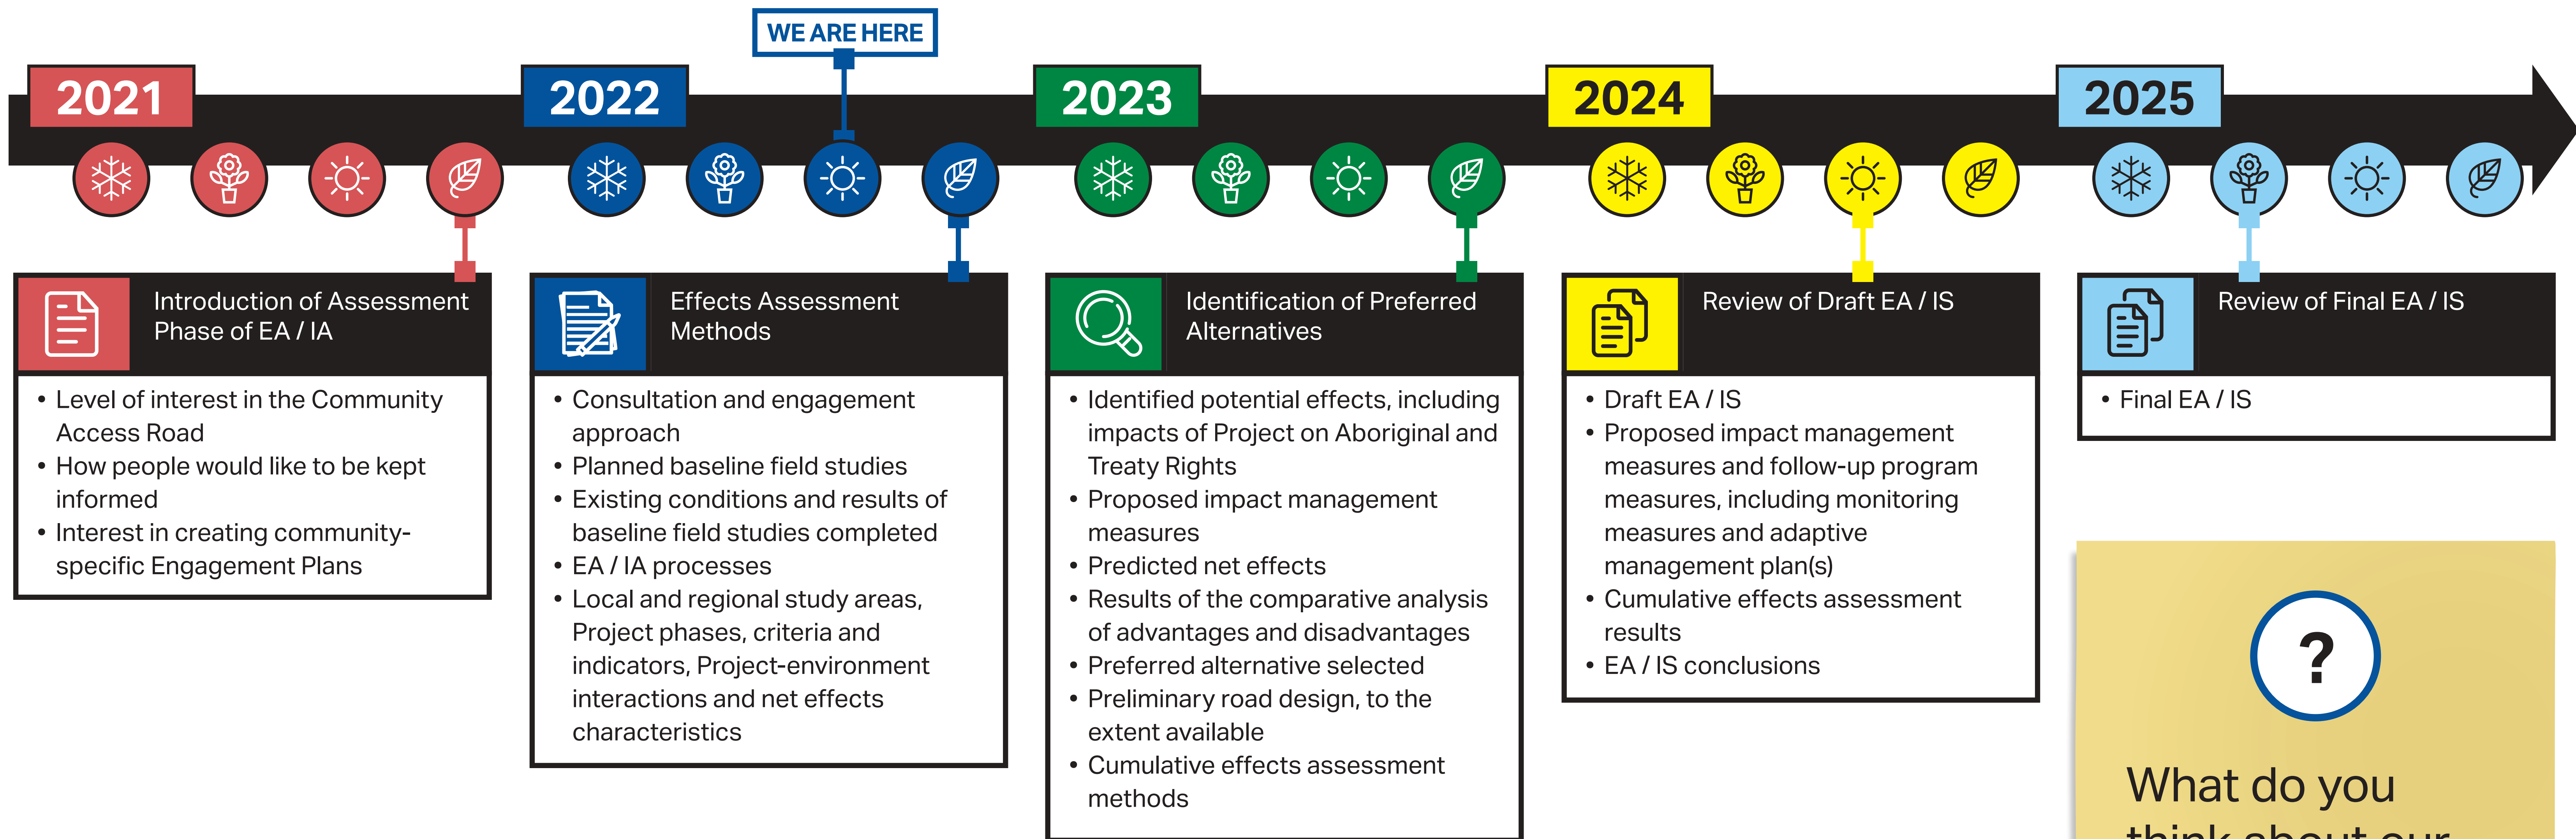 WE ARE HERE
2021
2022
2023
2024
2025
Introduction of Assessment
Phase of EA / IA
• Level of interest in the Community
Access Road
• How people would like to be kept
informed
• Interest in creating community-
specific Engagement Plans
Effects Assessment
Methods
• Consultation and engagement
approach
• Planned baseline field studies
• Existing conditions and results of
baseline field studies completed
• EA / IA processes
• Local and regional study areas,
Project phases, criteria and
indicators, Project-environment
interactions and net effects
characteristics
Identification of Preferred
Alternatives
• Identified potential effects, including
impacts of Project on Aboriginal and
Treaty Rights
• Proposed impact management
measures
• Predicted net effects
• Results of the comparative analysis
of advantages and disadvantages
• Preferred alternative selected
• Preliminary road design, to the
extent available
• Cumulative effects assessment
methods
Review of Draft EA / IS
• Draft EA / IS
• Proposed impact management
measures and follow-up program
measures, including monitoring
measures and adaptive
management plan(s)
• Cumulative effects assessment
results
• EA / IS conclusions
Review of Final EA / IS
• Final EA / IS
?
What do you
think about our